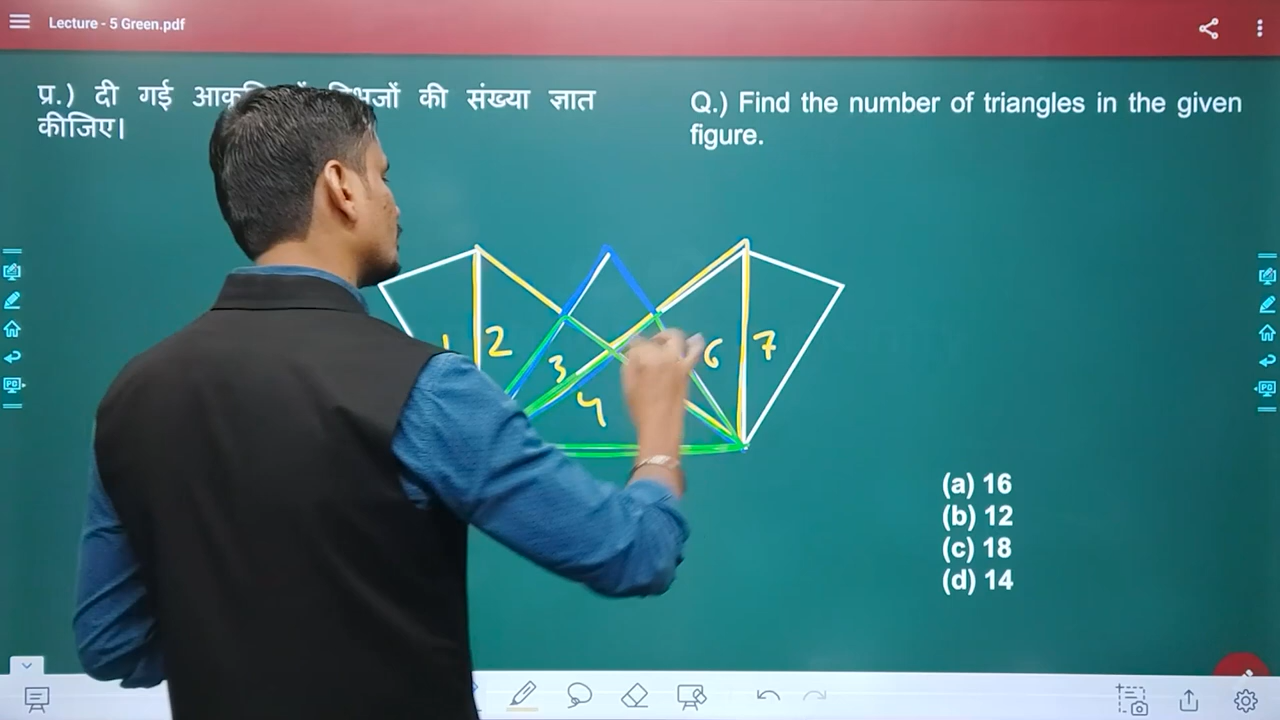 Lecture - 5 Green.pdf
प्र.) दी गई की संख्या ज्ञात
कीजिए।
Q.) Find the number of triangles in the given
figure.
1 2 3 4 6 7
(a) 16
(b) 12
(c) 18
(d) 14